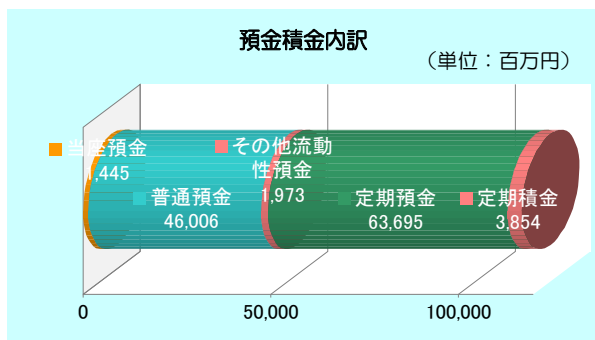 預金積金内訳
（単位：百万円）
当座預金
1,445
その他流動
性預金
1,973
普通預金
46,006
定期預金
63,695
定期積金
3,854
0
50,000
100,000